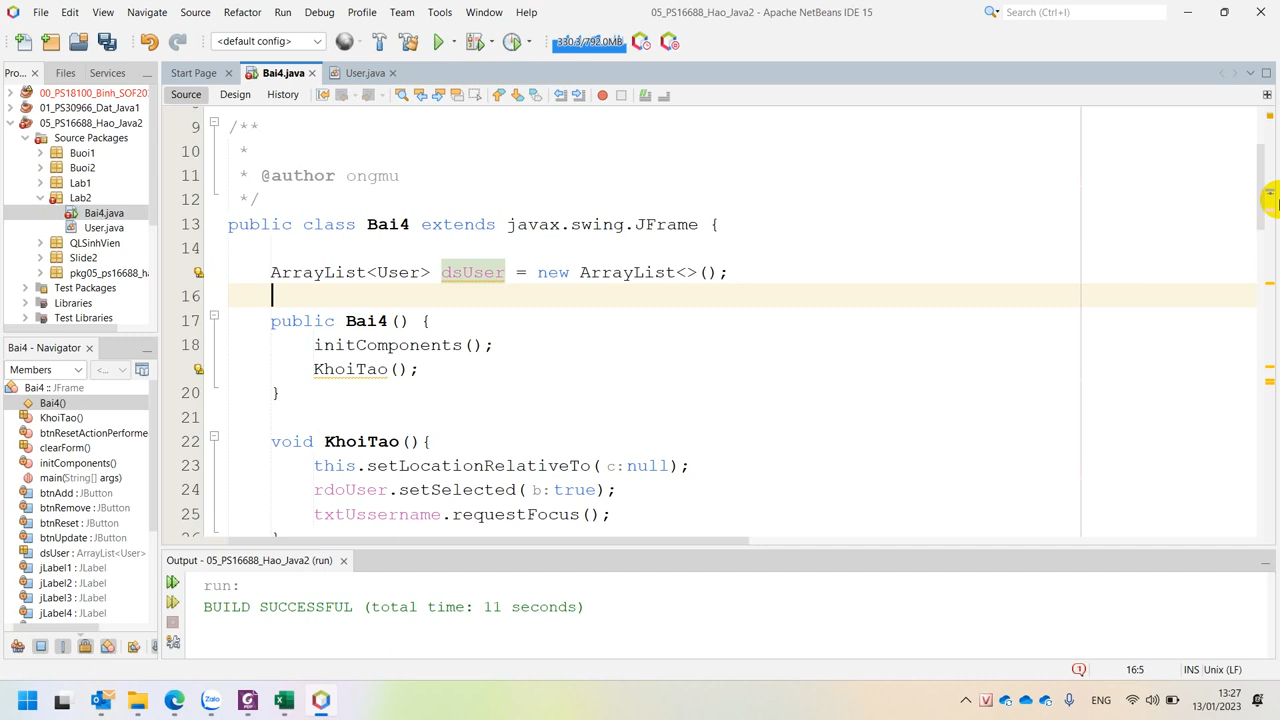 File Edit View Navigate Source Refactor Run Debug Profile Team Tools Window Help 05_PS16688_Hao_Java2 - Apache NetBeans IDE 15 Search (Ctrl+I)
<default config> 330.3/792.0MB
Pro... Files Services
Start Page Bai4.java User.java
Source Design History
00_PS18100_Binh_SOF20
01_PS30966_Dat_Java1
05_PS16688_Hao_Java2
Source Packages
Buoi1
Buoi2
Lab1
Lab2
Bai4.java
User.java
QLSinhVien
Slide2
pkg05_ps16688_ha
Test Packages
Libraries
Test Libraries
9 /**
10 *
11 * @author ongmu
12 */
13 public class Bai4 extends javax.swing.JFrame {
14
ArrayList<User> dsUser = new ArrayList<>();
16
17 public Bai4() {
18 initComponents();
KhoiTao();
20 }
21
22 void KhoiTao(){
23 this.setLocationRelativeTo(c:null);
24 rdoUser.setSelected(b:true);
25 txtUssername.requestFocus();
Bai4 - Navigator
Members <...
Bai4 :: JFrame
Bai4()
KhoiTao()
btnResetActionPerforme
clearForm()
initComponents()
main(String[] args)
btnAdd : JButton
btnRemove : JButton
btnReset : JButton
btnUpdate : JButton
dsUser : ArrayList<User>
jLabel1 : JLabel
jLabel2 : JLabel
jLabel3 : JLabel
jLabel4 : JLabel
Output - 05_PS16688_Hao_Java2 (run)
run:
BUILD SUCCESSFUL (total time: 11 seconds)
1 16:5 INS Unix (LF)
Zalo ENG 13:27
13/01/2023